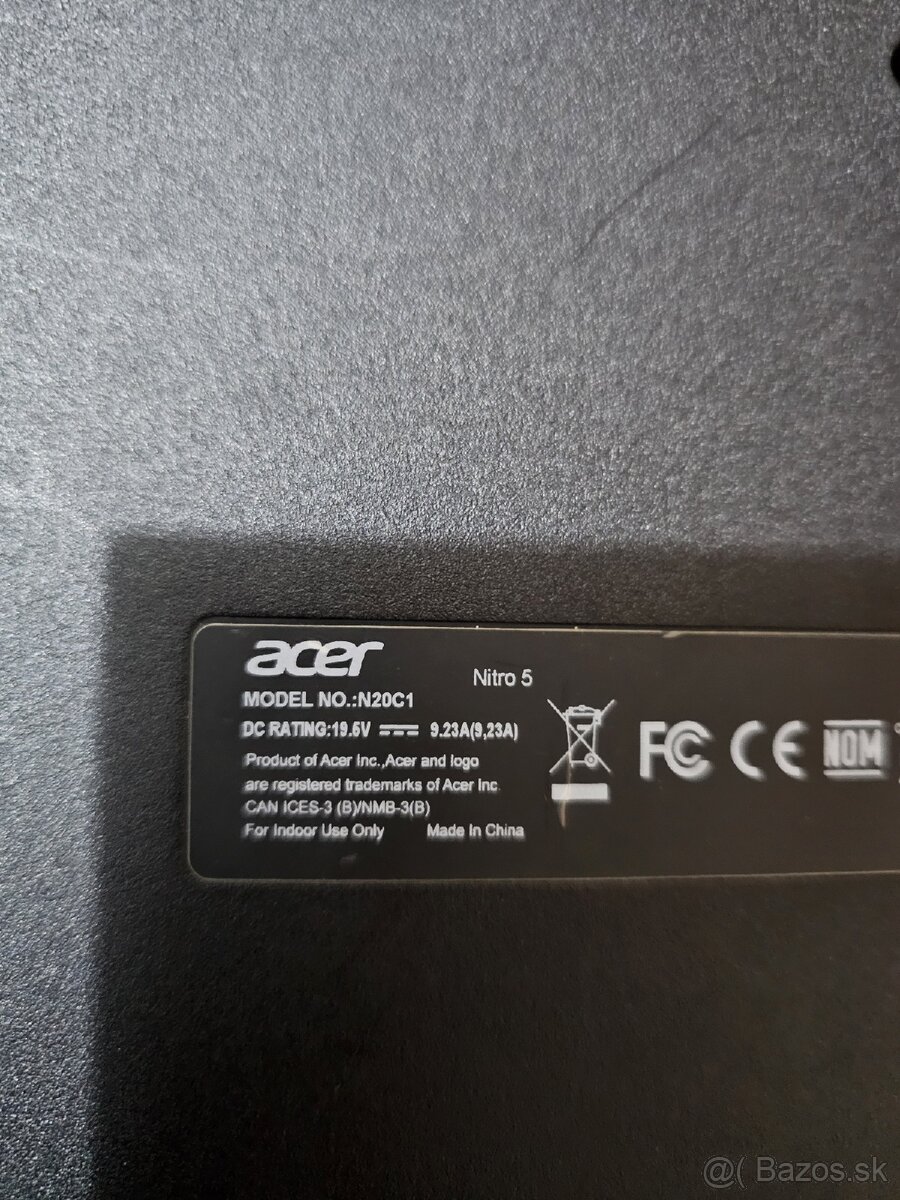 acer
Nitro 5
MODEL NO.:N20C1
DC RATING:19.5V ⎓ 9.23A(9,23A)
Product of Acer Inc.,Acer and logo
are registered trademarks of Acer Inc
CAN ICES-3 (B)/NMB-3(B)
For Indoor Use Only Made In China
FC CE NOM
@( Bazos.sk